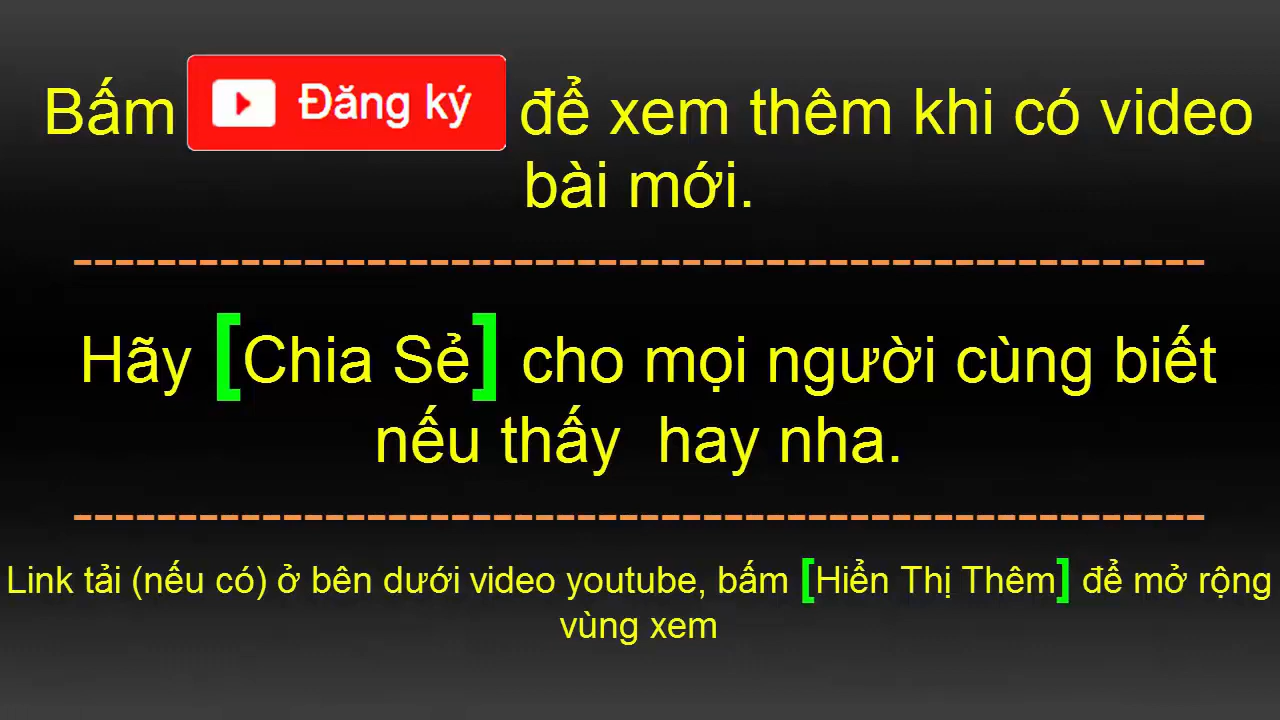 Bấm Đăng ký để xem thêm khi có video
bài mới.
------------------------------------------------------
Hãy [Chia Sẻ] cho mọi người cùng biết
nếu thấy  hay nha.
------------------------------------------------------
Link tải (nếu có) ở bên dưới video youtube, bấm [Hiển Thị Thêm] để mở rộng
vùng xem